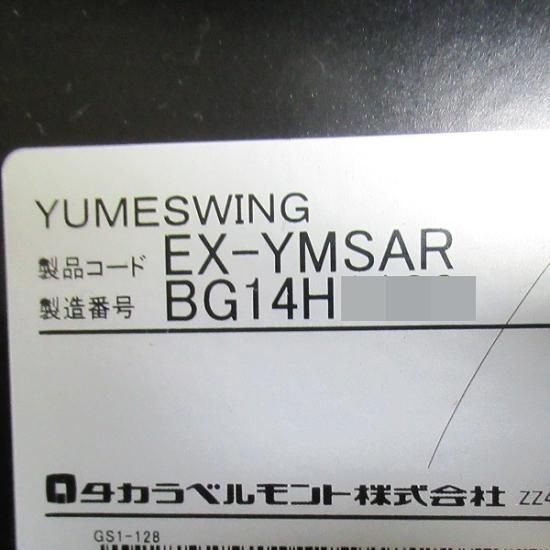 YUMESWING
製品コード EX-YMSAR
製造番号 BG14H
タカラベルモント株式会社 ZZ4
GS1-128